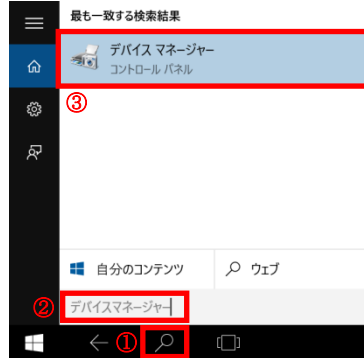 最も一致する検索結果
デバイス マネージャー
コントロール パネル
③
自分のコンテンツ
ウェブ
② デバイスマネージャー
①